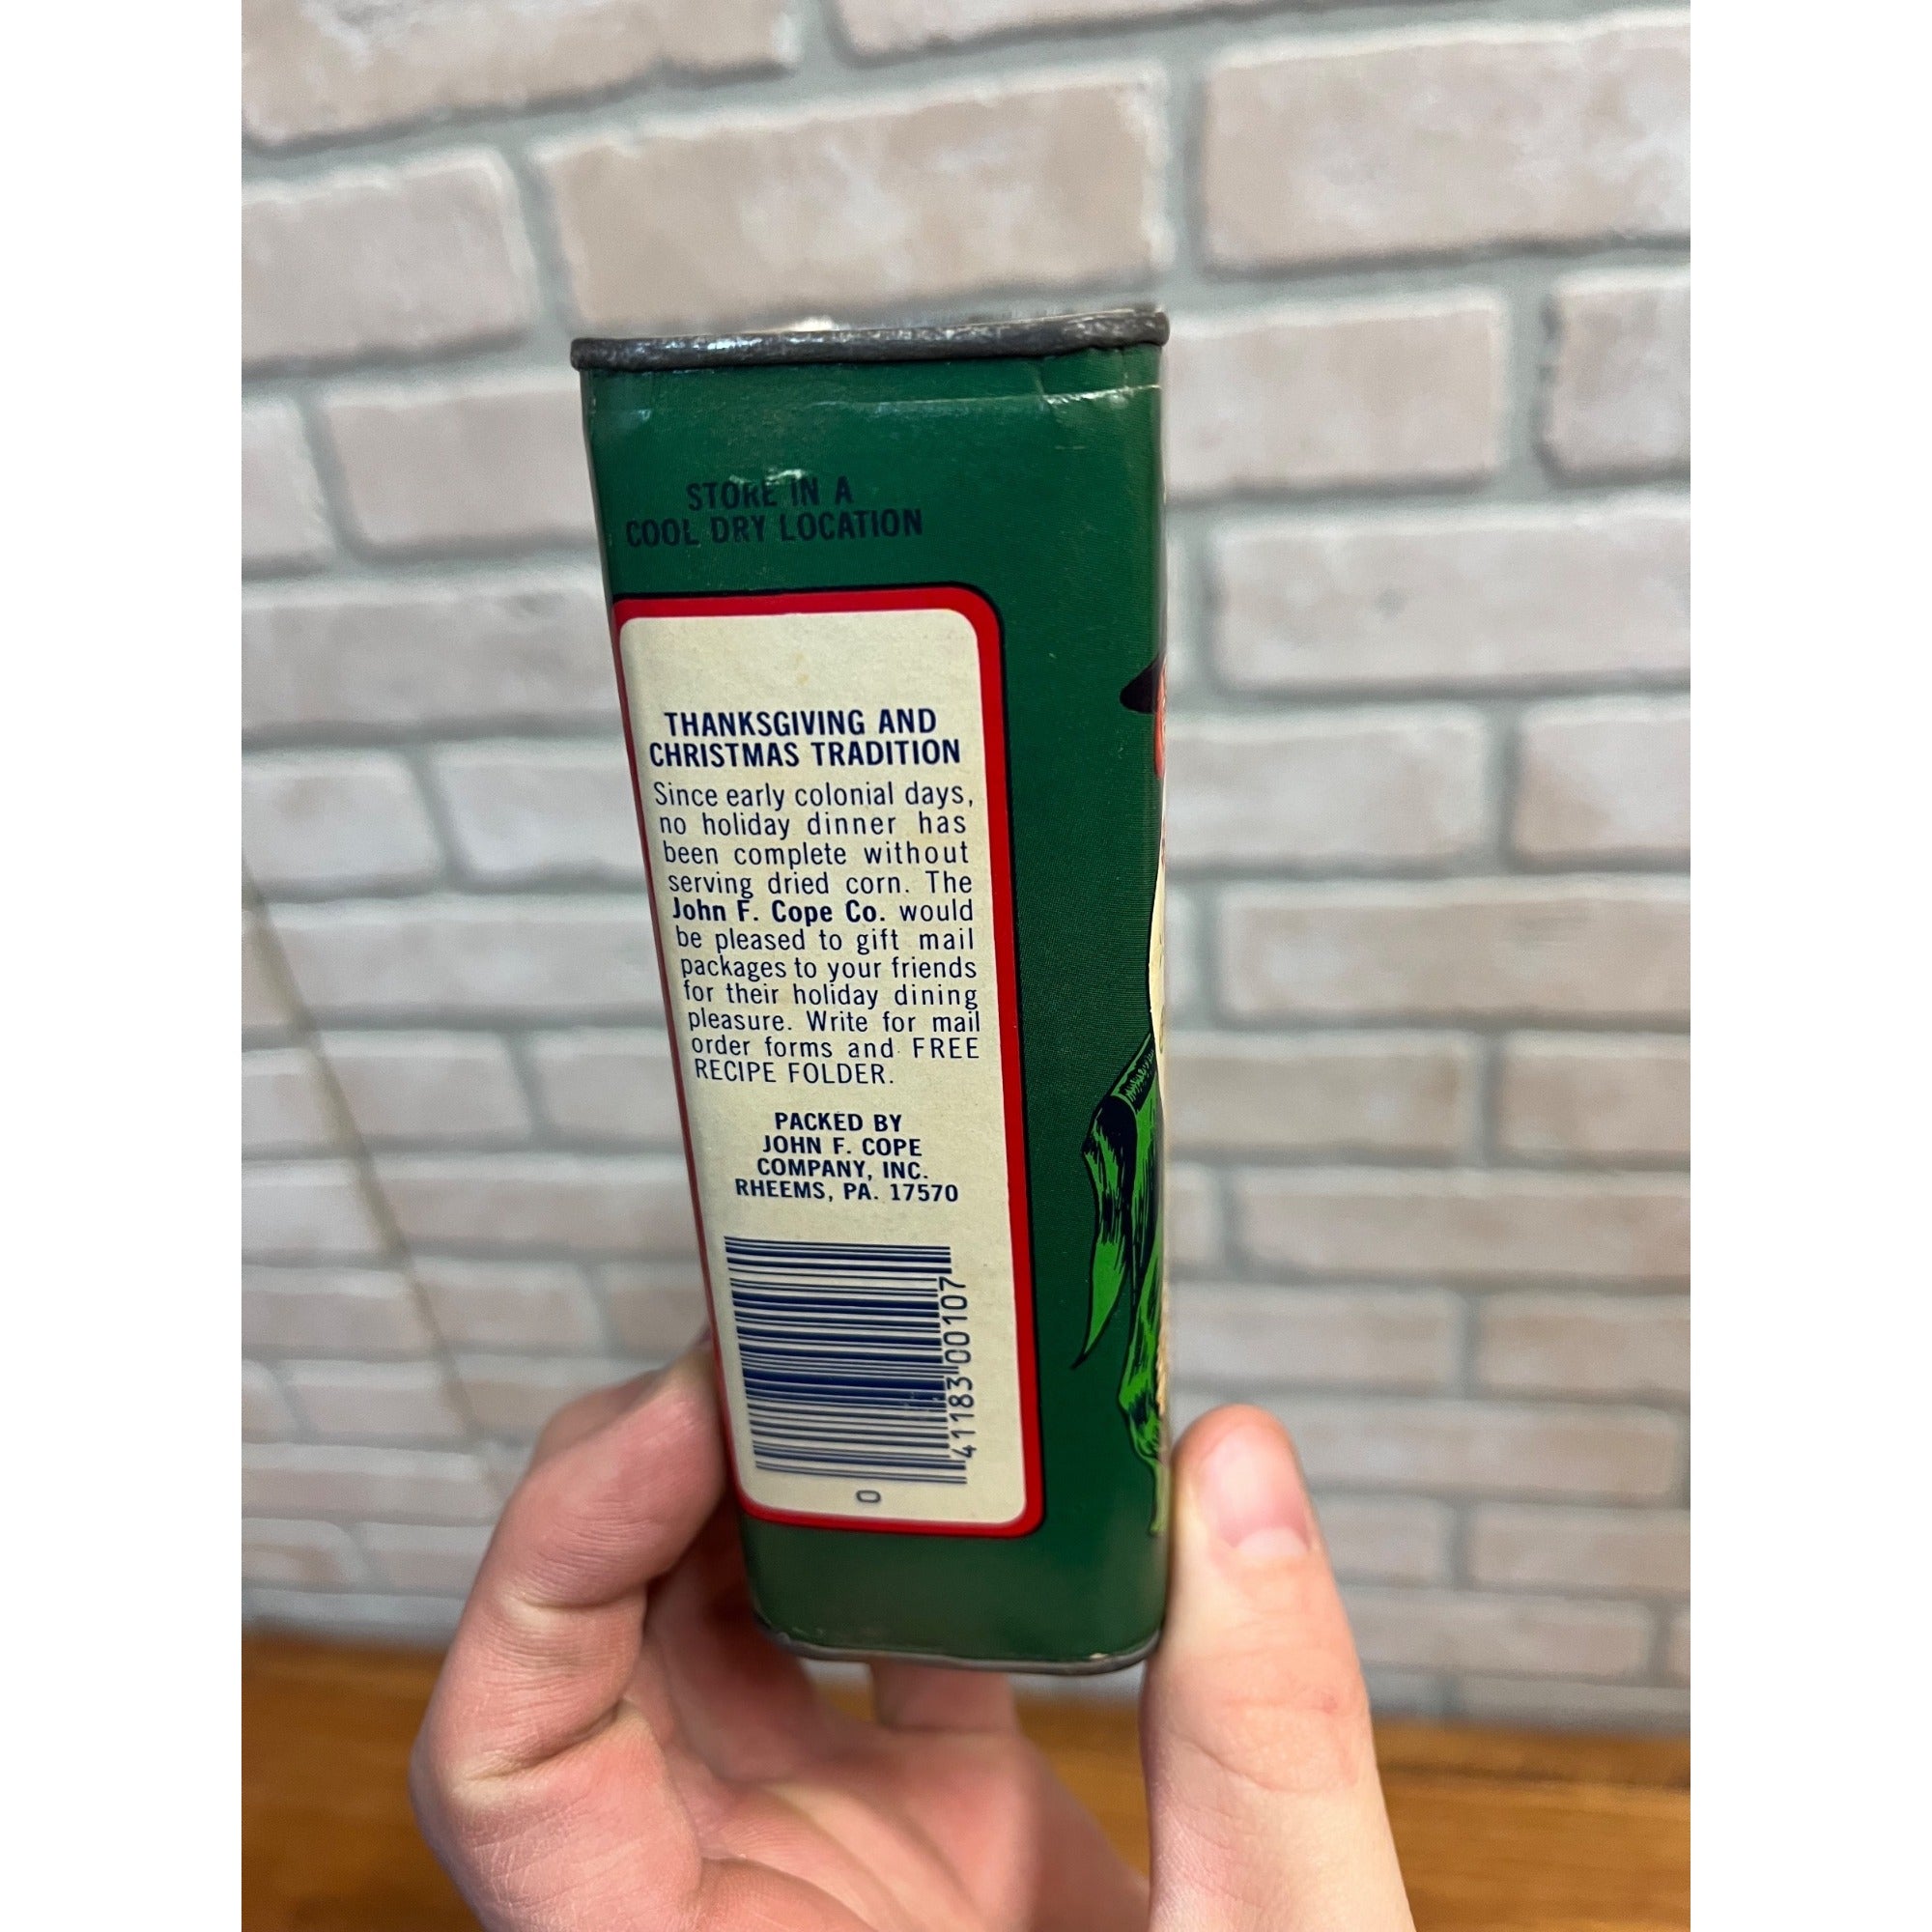 STORE IN A
COOL DRY LOCATION
THANKSGIVING AND
CHRISTMAS TRADITION
Since early colonial days,
no holiday dinner has
been complete without
serving dried corn. The
John F. Cope Co. would
be pleased to gift mail
packages to your friends
for their holiday dining
pleasure. Write for mail
order forms and FREE
RECIPE FOLDER.
PACKED BY
JOHN F. COPE
COMPANY, INC.
RHEEMS, PA. 17570
0 41183 00107